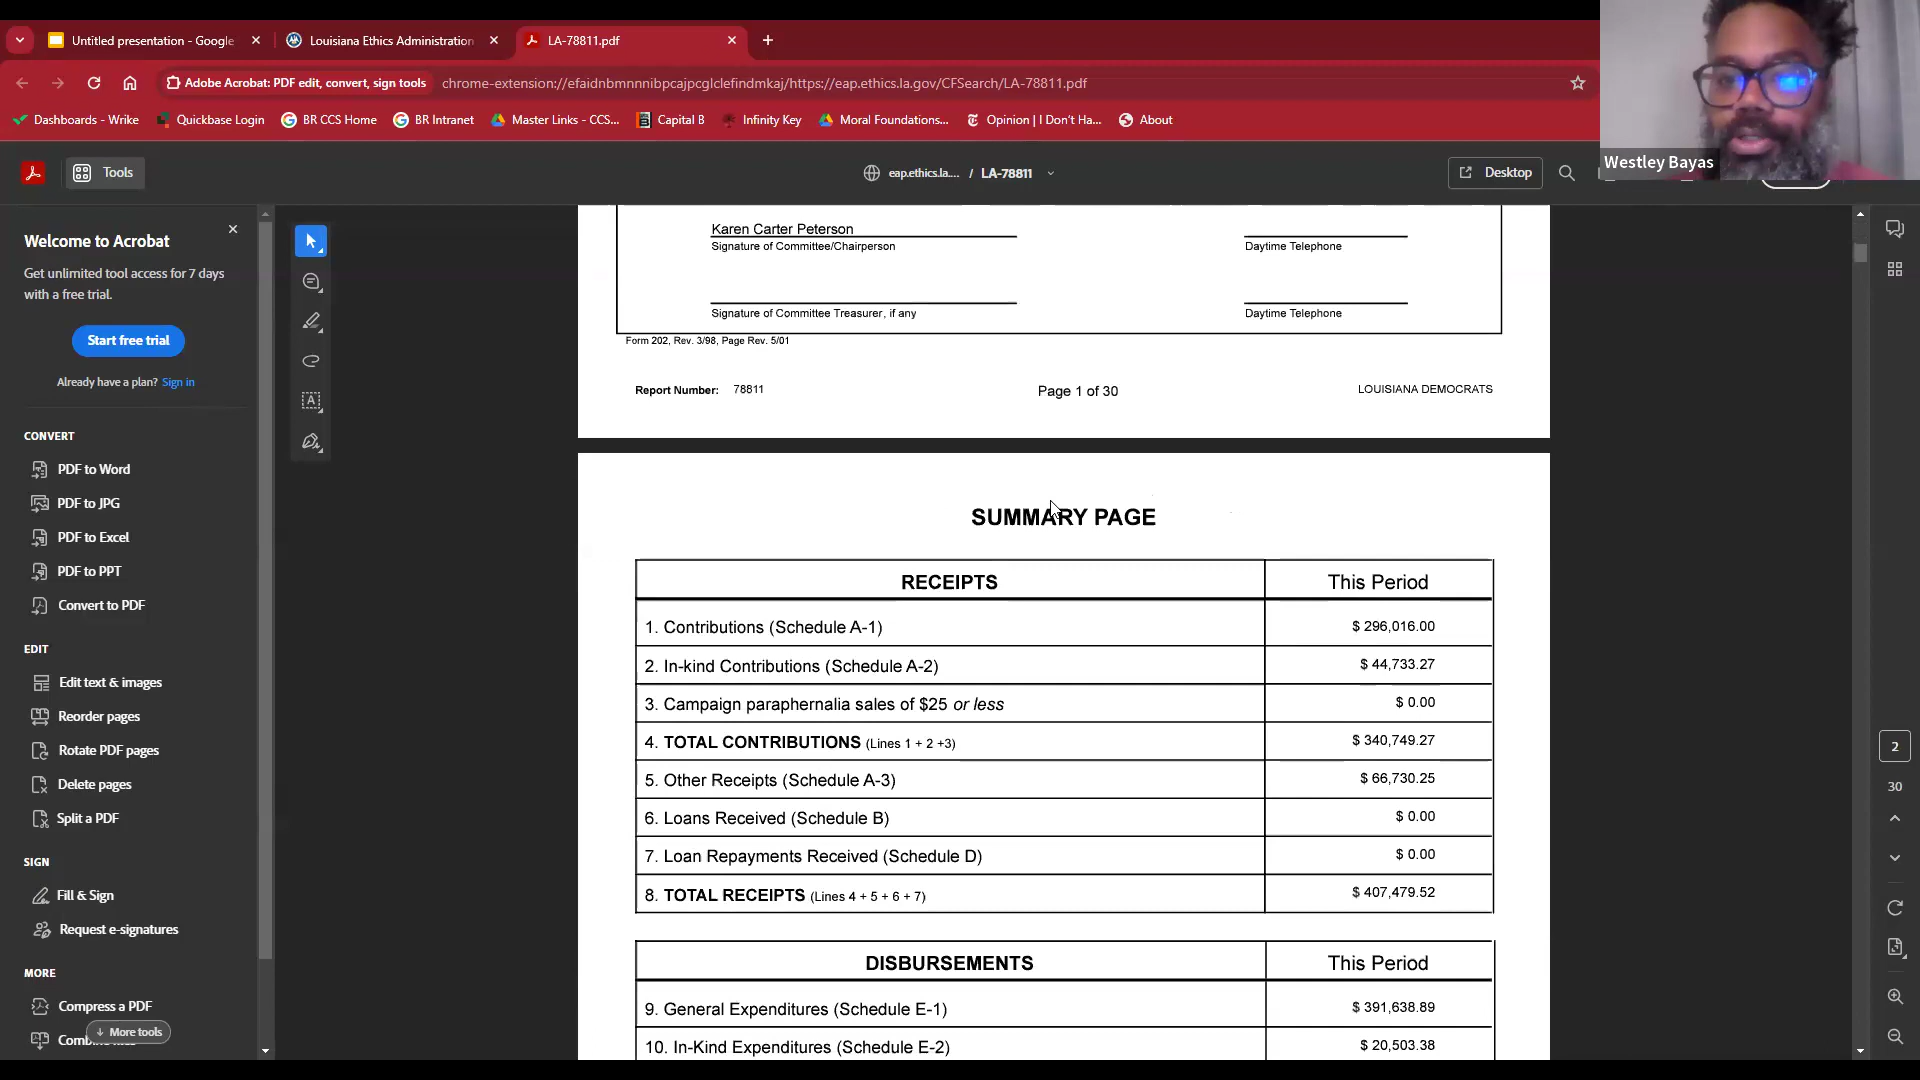 Untitled presentation - Google
Louisiana Ethics Administration
LA-78811.pdf
Adobe Acrobat: PDF edit, convert, sign tools
chrome-extension://efaidnbmnnnibpcajpcglclefindmkaj/https://eap.ethics.la.gov/CFSearch/LA-78811.pdf
Dashboards - Wrike
Quickbase Login
BR CCS Home
BR Intranet
Master Links - CCS...
Capital B
Infinity Key
Moral Foundations...
Opinion | I Don't Ha...
About
Westley Bayas
Tools
eap.ethics.la.... / LA-78811
Desktop
Welcome to Acrobat
Get unlimited tool access for 7 days
with a free trial.
Start free trial
Already have a plan? Sign in
CONVERT
PDF to Word
PDF to JPG
PDF to Excel
PDF to PPT
Convert to PDF
EDIT
Edit text & images
Reorder pages
Rotate PDF pages
Delete pages
Split a PDF
SIGN
Fill & Sign
Request e-signatures
MORE
Compress a PDF
More tools
Karen Carter Peterson
Signature of Committee/Chairperson
Daytime Telephone
Signature of Committee Treasurer, if any
Daytime Telephone
Form 202, Rev. 3/98, Page Rev. 5/01
Report Number: 78811
Page 1 of 30
LOUISIANA DEMOCRATS
SUMMARY PAGE
RECEIPTS This Period
1. Contributions (Schedule A-1) $ 296,016.00
2. In-kind Contributions (Schedule A-2) $ 44,733.27
3. Campaign paraphernalia sales of $25 or less $ 0.00
4. TOTAL CONTRIBUTIONS (Lines 1 + 2 +3) $ 340,749.27
5. Other Receipts (Schedule A-3) $ 66,730.25
6. Loans Received (Schedule B) $ 0.00
7. Loan Repayments Received (Schedule D) $ 0.00
8. TOTAL RECEIPTS (Lines 4 + 5 + 6 + 7) $ 407,479.52
DISBURSEMENTS This Period
9. General Expenditures (Schedule E-1) $ 391,638.89
10. In-Kind Expenditures (Schedule E-2) $ 20,503.38
2
30